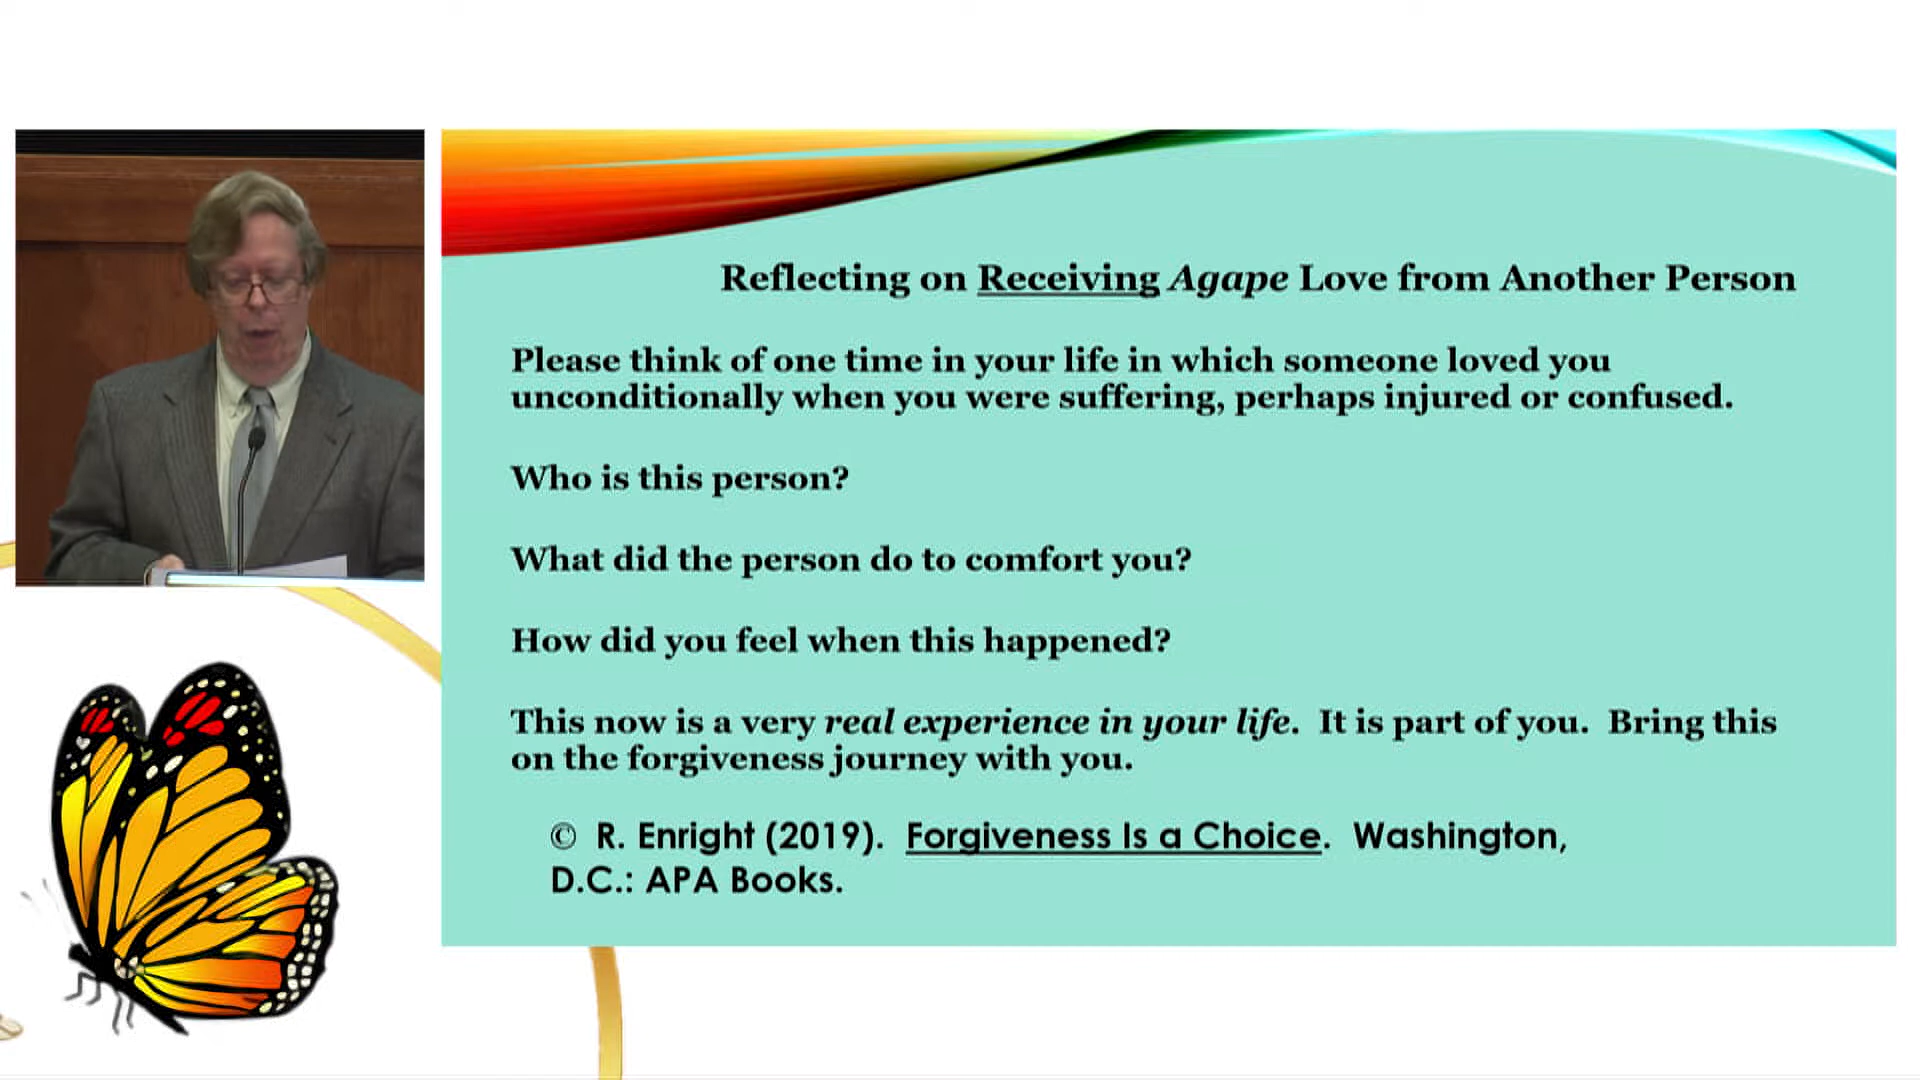 Reflecting on Receiving Agape Love from Another Person
Please think of one time in your life in which someone loved you
unconditionally when you were suffering, perhaps injured or confused.
Who is this person?
What did the person do to comfort you?
How did you feel when this happened?
This now is a very real experience in your life.  It is part of you.  Bring this
on the forgiveness journey with you.
©  R. Enright (2019).  Forgiveness Is a Choice.  Washington,
D.C.: APA Books.